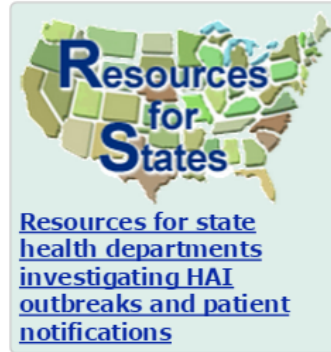 Resources
for
States
Resources for state
health departments
investigating HAI
outbreaks and patient
notifications